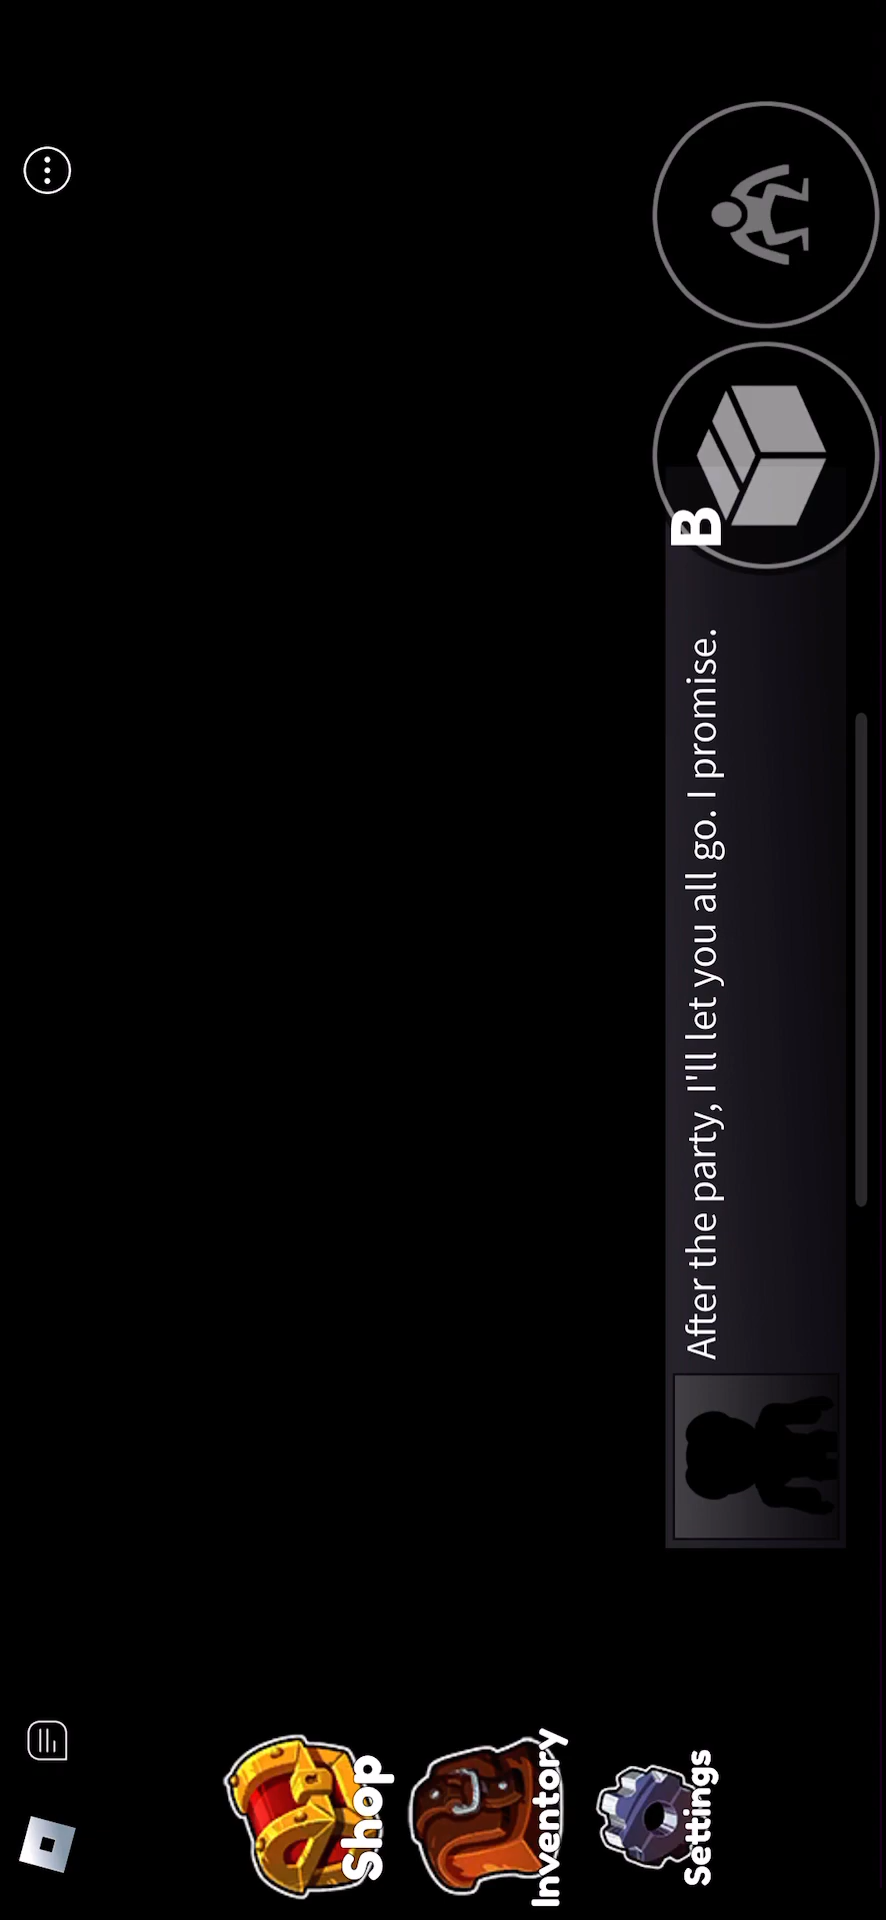 Shop
Inventory
Settings
After the party, I'll let you all go. I promise.
B